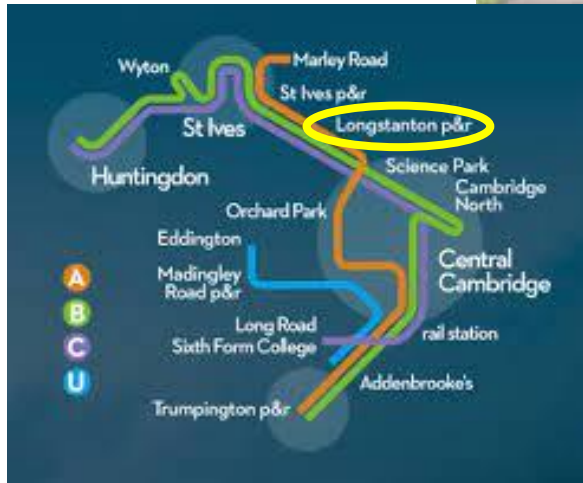 Marley Road
Wyton
St Ives p&r
Longstanton p&r
St Ives
Science Park
Huntingdon
Cambridge
North
Orchard Park
Eddington
Central
Cambridge
Madingley
Road p&r
A
B
C
U
Long Road
Sixth Form College
rail station
Addenbrooke's
Trumpington p&r